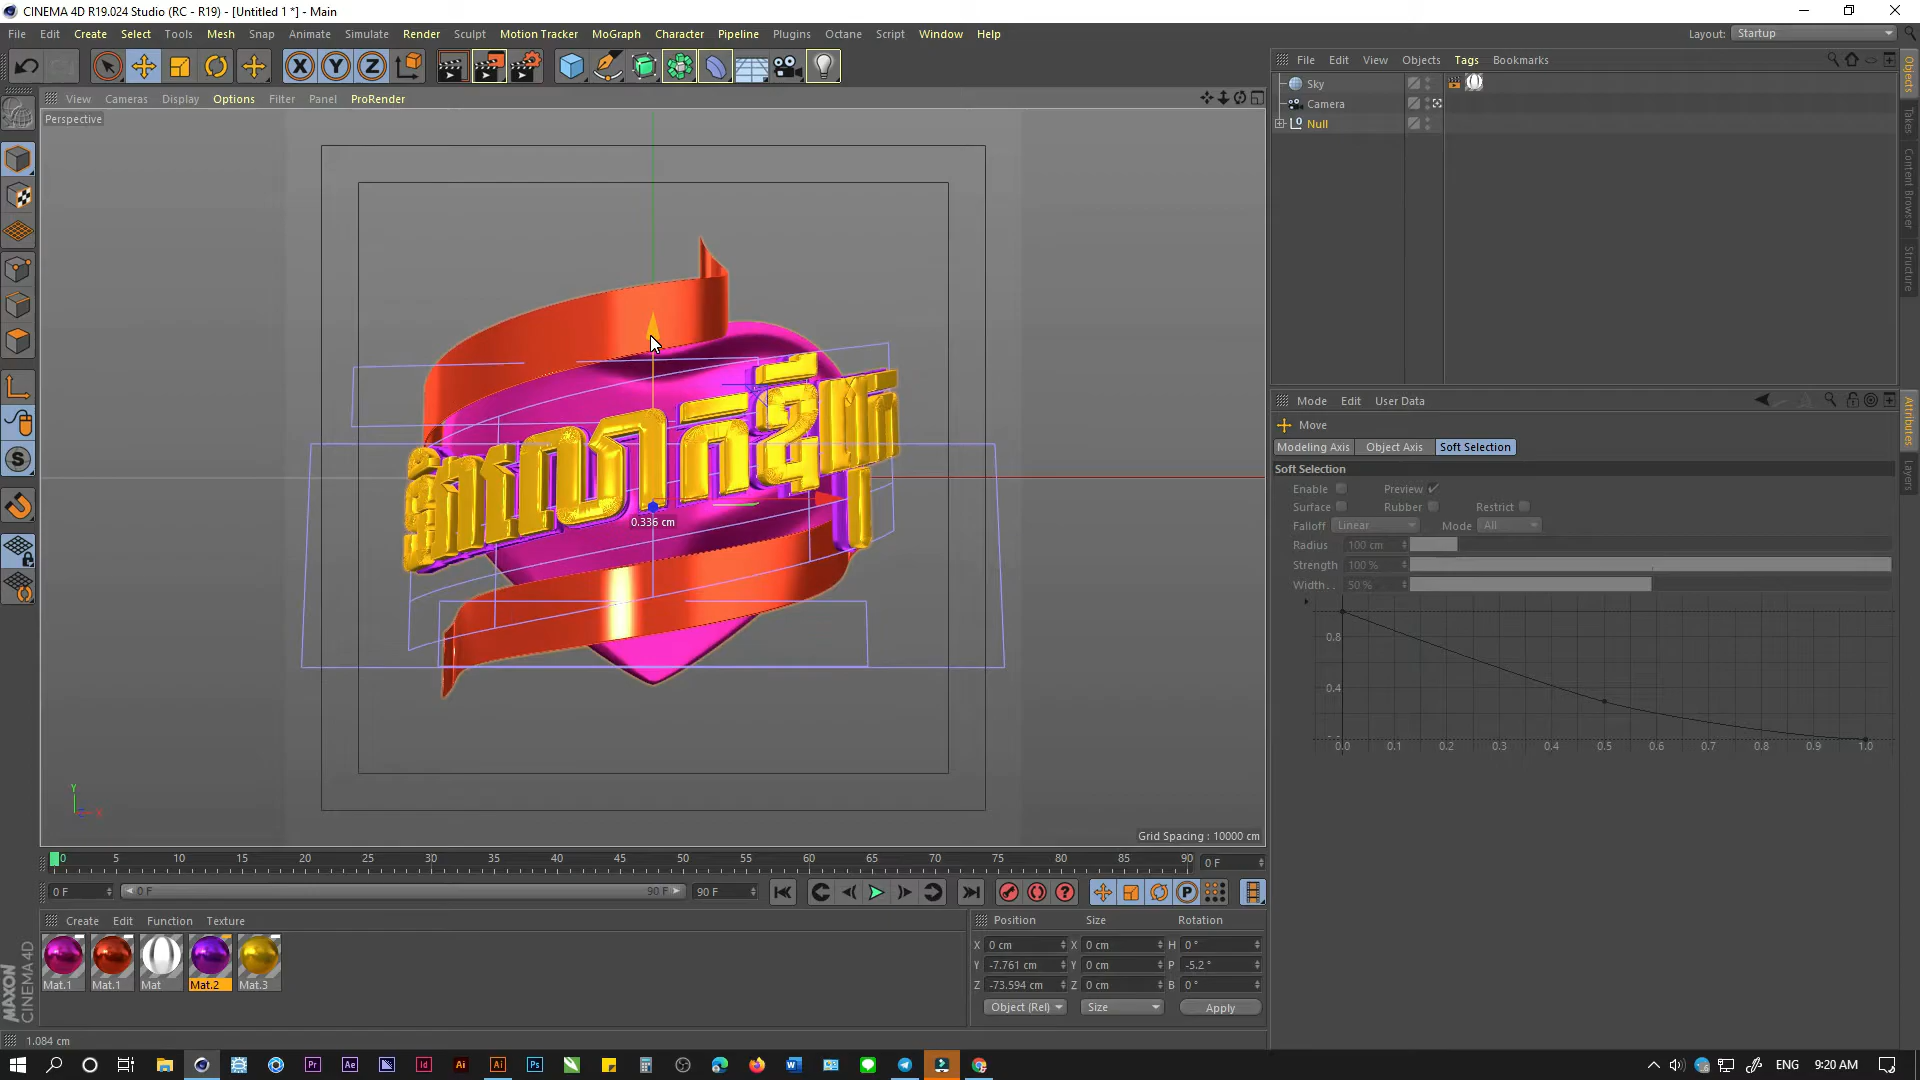 CINEMA 4D R19.024 Studio (RC - R19) - [Untitled 1 *] - Main
File Edit Create Select Tools Mesh Snap Animate Simulate Render Sculpt Motion Tracker MoGraph Character Pipeline Plugins Octane Script Window Help
Layout: Startup
File Edit View Objects Tags Bookmarks
Sky
Camera
Null
View Cameras Display Options Filter Panel ProRender
Perspective
0.336 cm
Y
X
Grid Spacing : 10000 cm
Objects
Takes
Content Browser
Structure
Mode Edit User Data
Move
Modeling Axis Object Axis Soft Selection
Soft Selection
Enable Preview
Surface Rubber Restrict
Falloff Linear Mode All
Radius 100 cm
Strength 100 %
Width. . 50 %
0.8
0.4
0.0 0.1 0.2 0.3 0.4 0.5 0.6 0.7 0.8 0.9 1.0
Attributes
Layers
0 5 10 15 20 25 30 35 40 45 50 55 60 65 70 75 80 85 90 0 F
0 F 0 F 90 F 90 F
Create Edit Function Texture
Mat.1 Mat.1 Mat Mat.2 Mat.3
Position Size Rotation
X 0 cm X 0 cm H 0 °
Y -7.761 cm Y 0 cm P -5.2 °
Z -73.594 cm Z 0 cm B 0 °
Object (Rel) Size Apply
MAXON CINEMA 4D
1.084 cm
ENG 9:20 AM